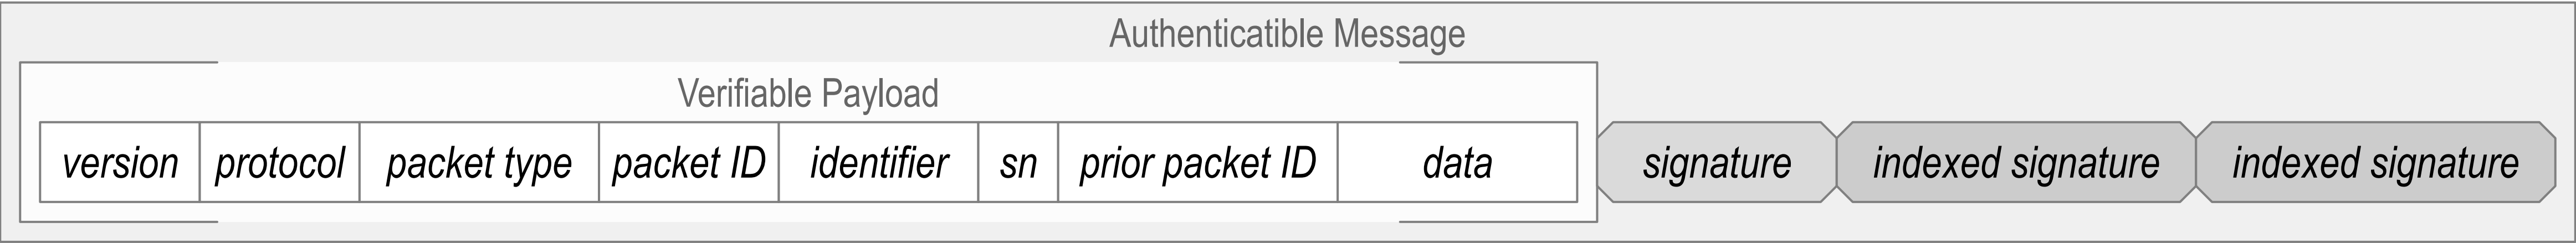 Authenticatible Message
Verifiable Payload
version protocol packet type packet ID identifier sn prior packet ID data signature indexed signature indexed signature